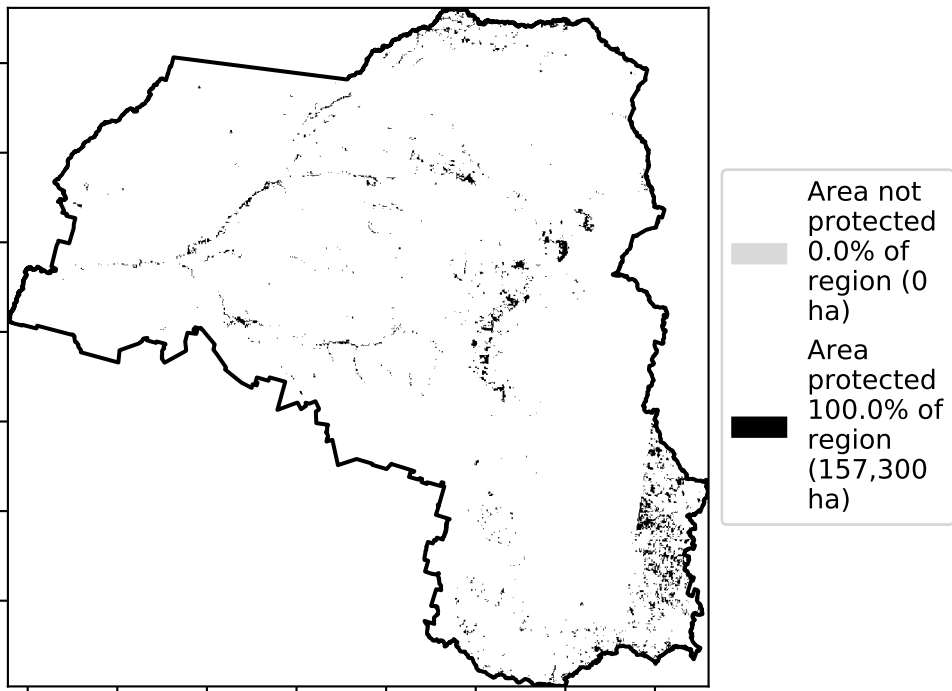 Area not
protected
0.0% of
region (0
ha)
Area
protected
100.0% of
region
(157,300
ha)